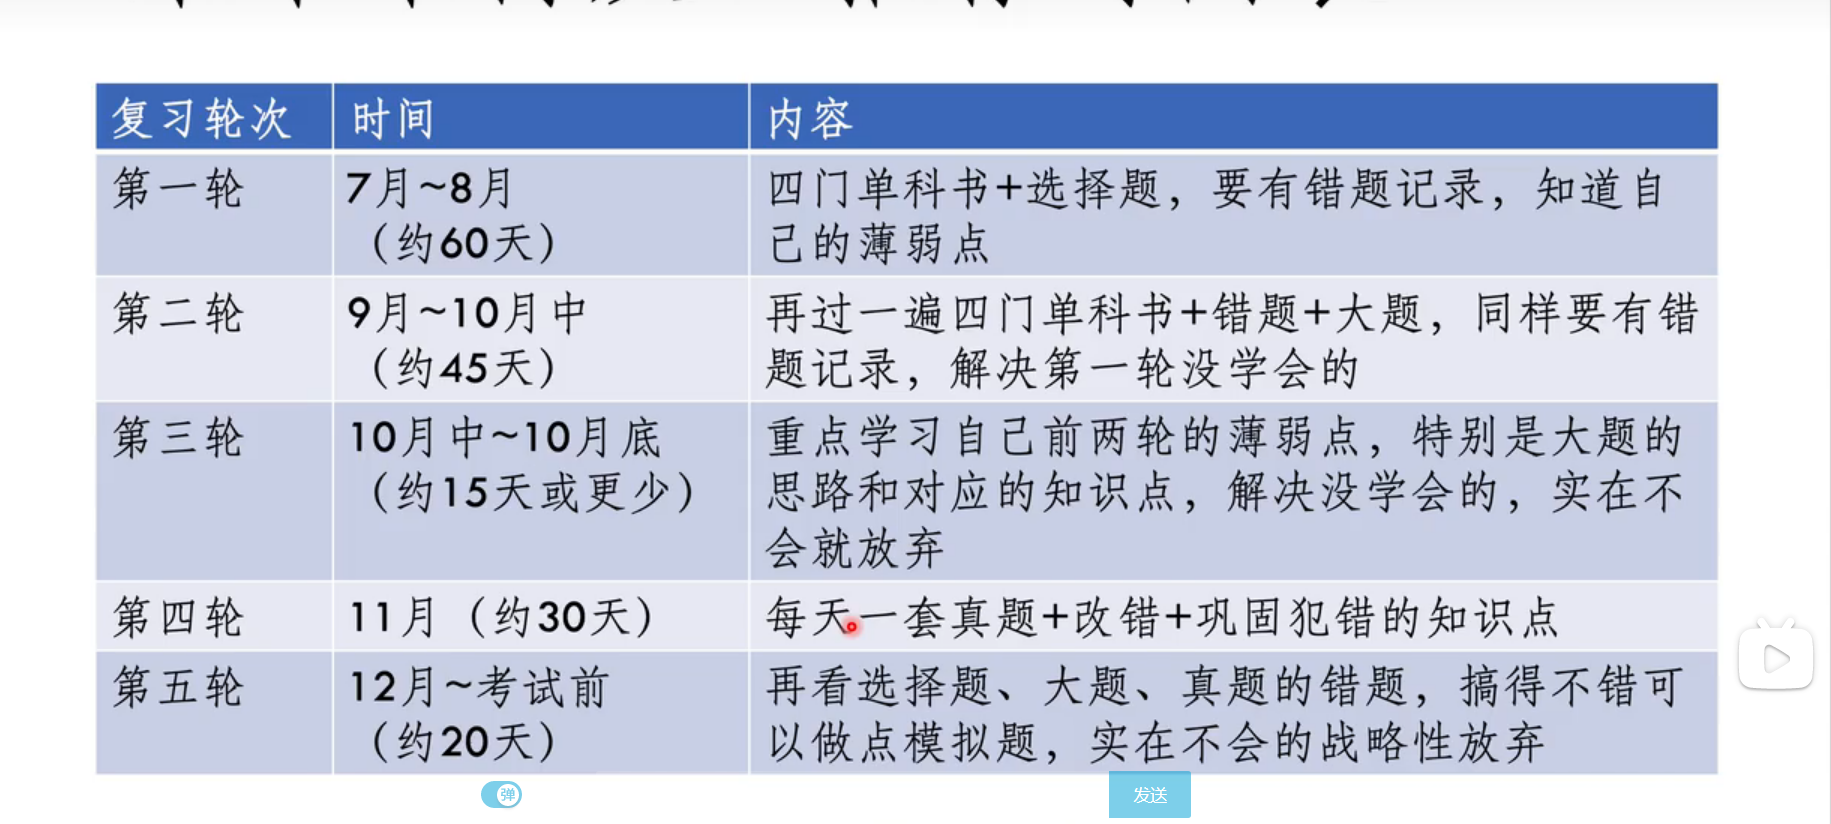 复习轮次
时间
内容
第一轮
7月~8月
（约60天）
四门单科书+选择题，要有错题记录，知道自
己的薄弱点
第二轮
9月~10月中
（约45天）
再过一遍四门单科书+错题+大题，同样要有错
题记录，解决第一轮没学会的
第三轮
10月中~10月底
（约15天或更少）
重点学习自己前两轮的薄弱点，特别是大题的
思路和对应的知识点，解决没学会的，实在不
会就放弃
第四轮
11月（约30天）
每天一套真题+改错+巩固犯错的知识点
第五轮
12月~考试前
（约20天）
再看选择题、大题、真题的错题，搞得不错可
以做点模拟题，实在不会的战略性放弃
弹
发送